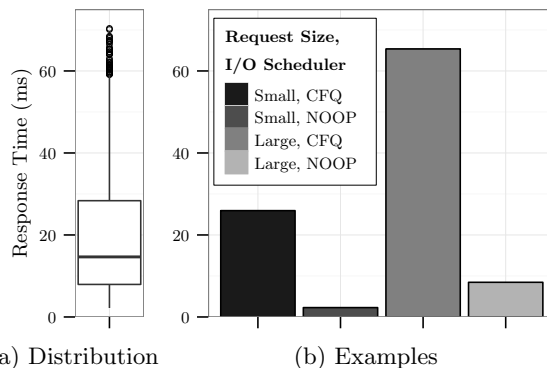 Response Time (ms)
60
40
20
0
a) Distribution
60
40
20
0
Request Size,
I/O Scheduler
Small, CFQ
Small, NOOP
Large, CFQ
Large, NOOP
(b) Examples